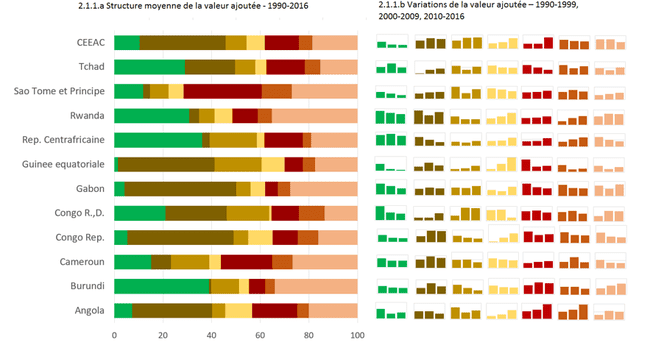 2.1.1.a Structure moyenne de la valeur ajoutée - 1990-2016
2.1.1.b Variations de la valeur ajoutée – 1990-1999,
2000-2009, 2010-2016
CEEAC
Tchad
Sao Tome et Principe
Rwanda
Rep. Centrafricaine
Guinee equatoriale
Gabon
Congo R.,D.
Congo Rep.
Cameroun
Burundi
Angola
0 20 40 60 80 100